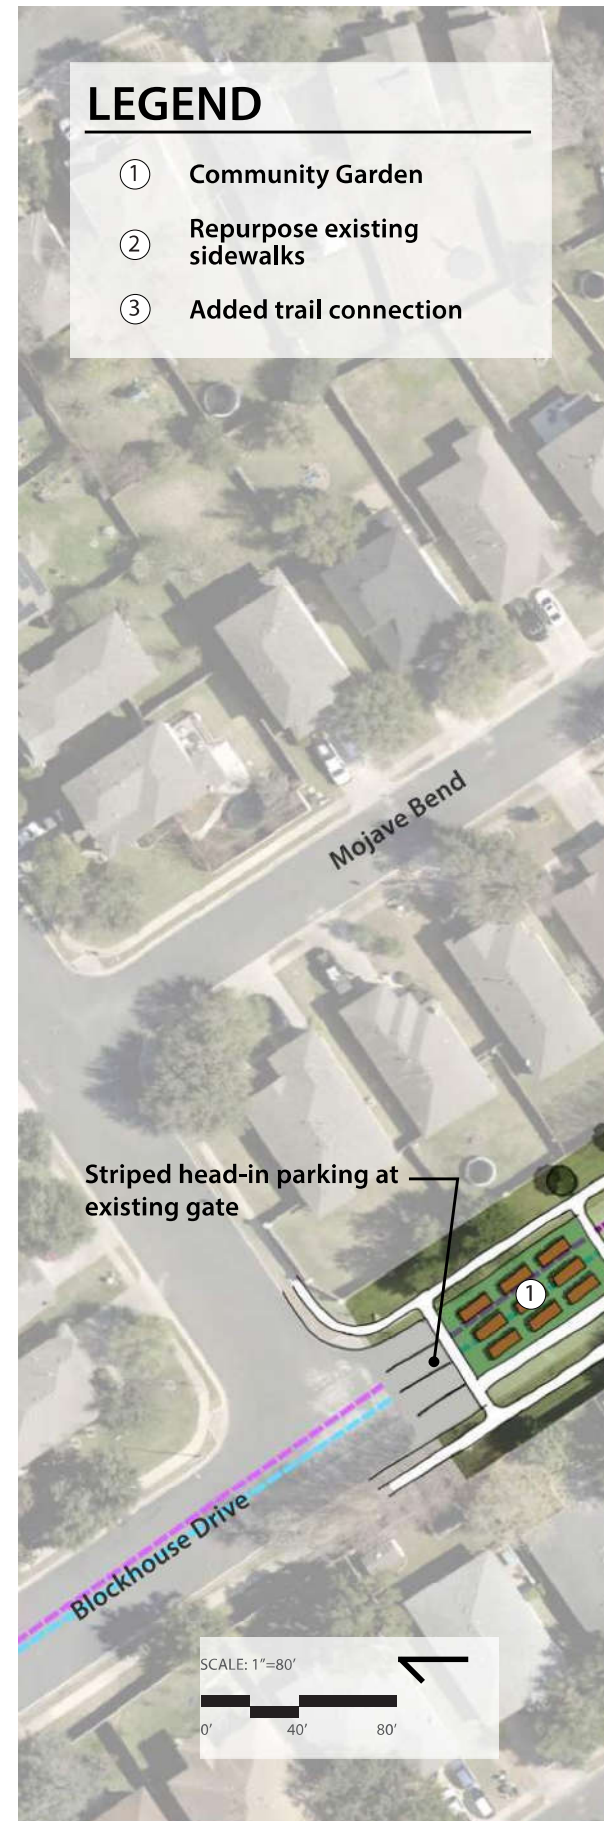 LEGEND
1 Community Garden
2 Repurpose existing
sidewalks
3 Added trail connection
Mojave Bend
Striped head-in parking at
existing gate
1
Blockhouse Drive
SCALE: 1"=80'
0' 40' 80'